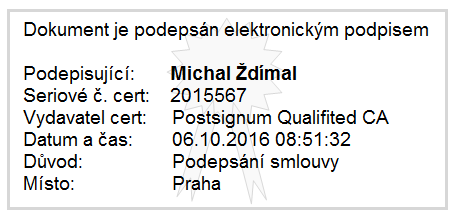 Dokument je podepsán elektronickým podpisem
Podepisující: Michal Ždímal
Seriové č. cert: 2015567
Vydavatel cert: Postsignum Qualifited CA
Datum a čas: 06.10.2016 08:51:32
Důvod: Podepsání smlouvy
Místo: Praha